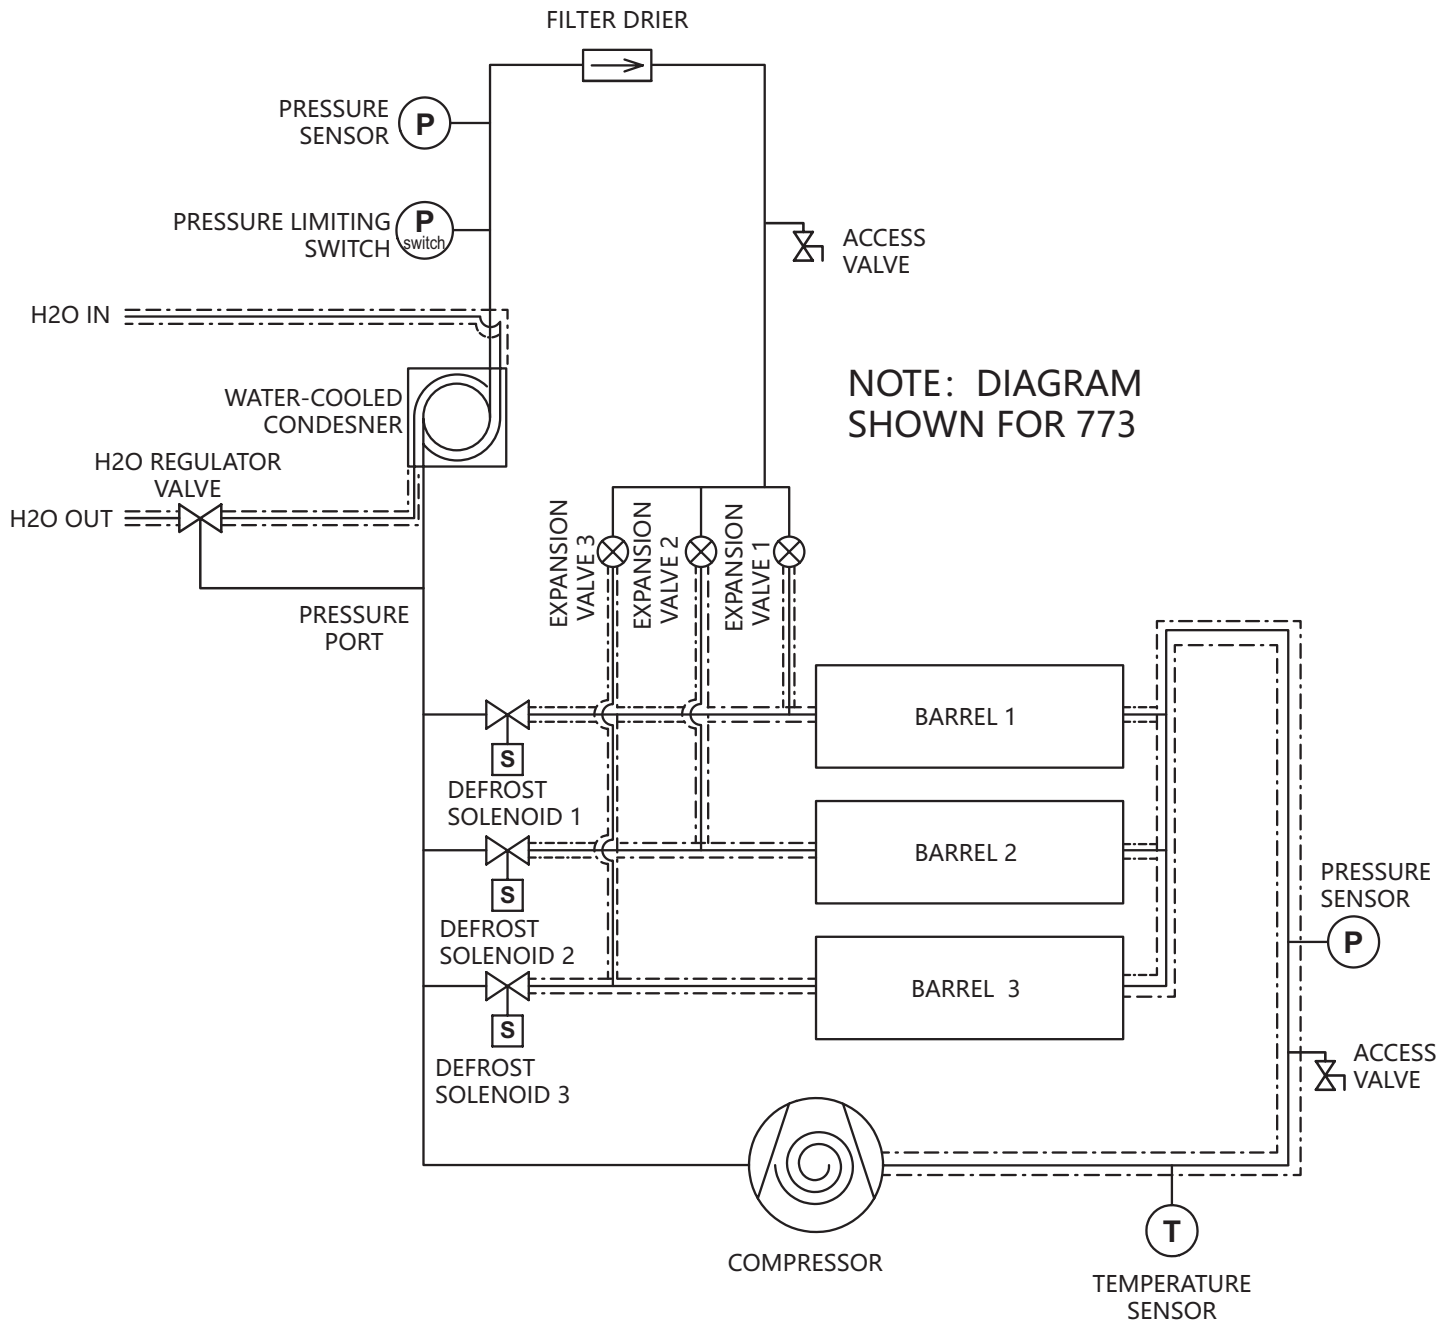 FILTER DRIER
PRESSURE
SENSOR
P
PRESSURE LIMITING
SWITCH
P
switch
ACCESS
VALVE
H2O IN
WATER-COOLED
CONDESNER
NOTE: DIAGRAM
SHOWN FOR 773
H2O REGULATOR
VALVE
H2O OUT
EXPANSION
VALVE 3
EXPANSION
VALVE 2
EXPANSION
VALVE 1
PRESSURE
PORT
BARREL 1
S
DEFROST
SOLENOID 1
BARREL 2
S
DEFROST
SOLENOID 2
PRESSURE
SENSOR
P
BARREL 3
S
DEFROST
SOLENOID 3
ACCESS
VALVE
COMPRESSOR
T
TEMPERATURE
SENSOR